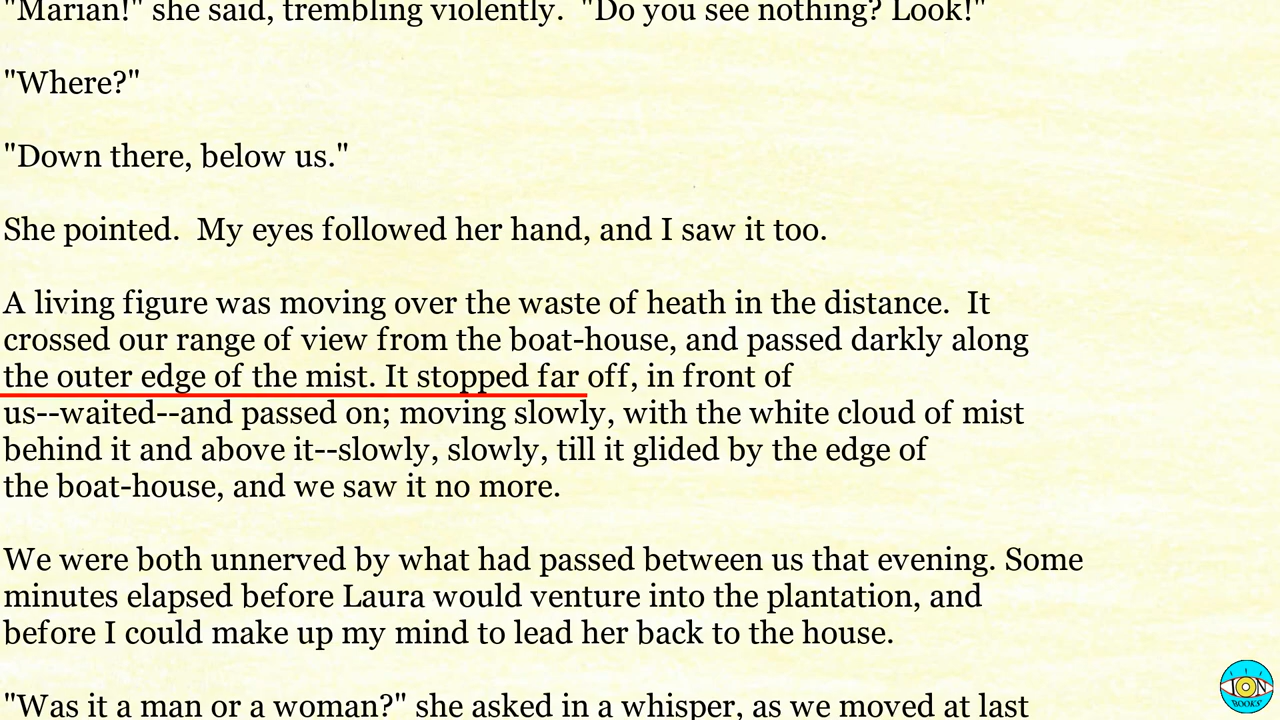 "Marian!" she said, trembling violently.  "Do you see nothing? Look!"
"Where?"
"Down there, below us."
She pointed.  My eyes followed her hand, and I saw it too.
A living figure was moving over the waste of heath in the distance.  It
crossed our range of view from the boat-house, and passed darkly along
the outer edge of the mist. It stopped far off, in front of
us--waited--and passed on; moving slowly, with the white cloud of mist
behind it and above it--slowly, slowly, till it glided by the edge of
the boat-house, and we saw it no more.
We were both unnerved by what had passed between us that evening. Some
minutes elapsed before Laura would venture into the plantation, and
before I could make up my mind to lead her back to the house.
"Was it a man or a woman?" she asked in a whisper, as we moved at last
ION
BOOKS